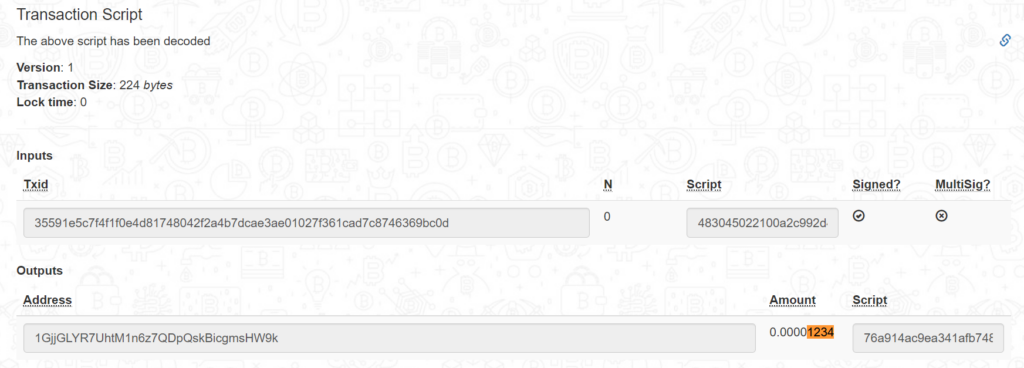 Transaction Script
The above script has been decoded
Version: 1
Transaction Size: 224 bytes
Lock time: 0
Inputs
Txid N Script Signed? MultiSig?
35591e5c7f4f1f0e4d81748042f2a4b7dcae3ae01027f361cad7c8746369bc0d 0 483045022100a2c992d
Outputs
Address Amount Script
1GjjGLYR7UhtM1n6z7QDpQskBicgmsHW9k 0.00001234 76a914ac9ea341afb748